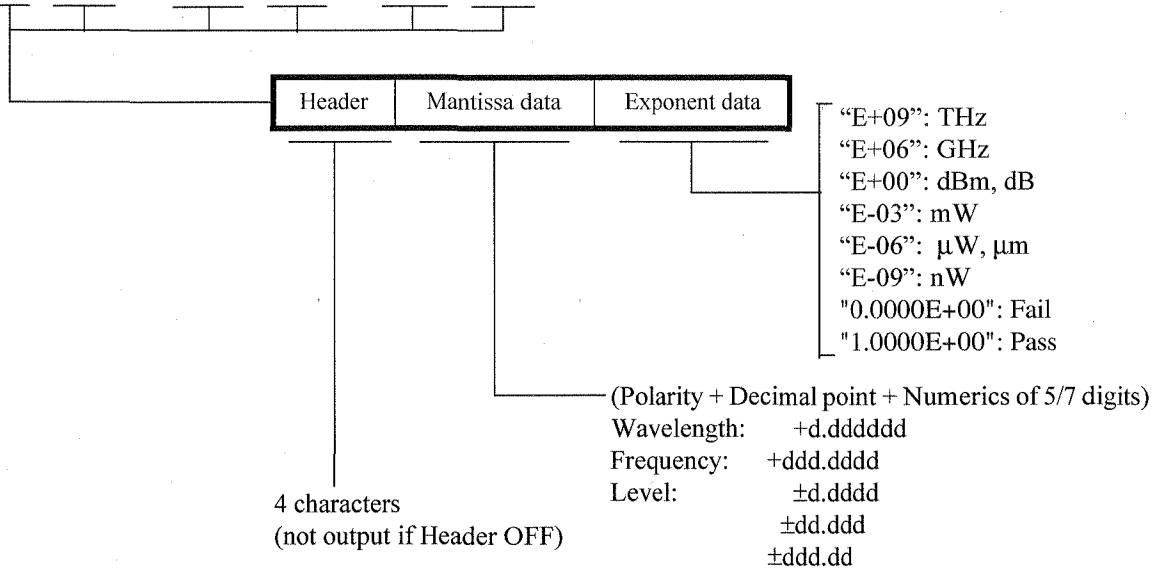 Header Mantissa data Exponent data
“E+09”: THz
“E+06”: GHz
“E+00”: dBm, dB
“E-03”: mW
“E-06”: μW, μm
“E-09”: nW
"0.0000E+00": Fail
"1.0000E+00": Pass
(Polarity + Decimal point + Numerics of 5/7 digits)
Wavelength: +d.dddddd
Frequency: +ddd.dddd
Level: ±d.dddd
±dd.ddd
±ddd.dd
4 characters
(not output if Header OFF)